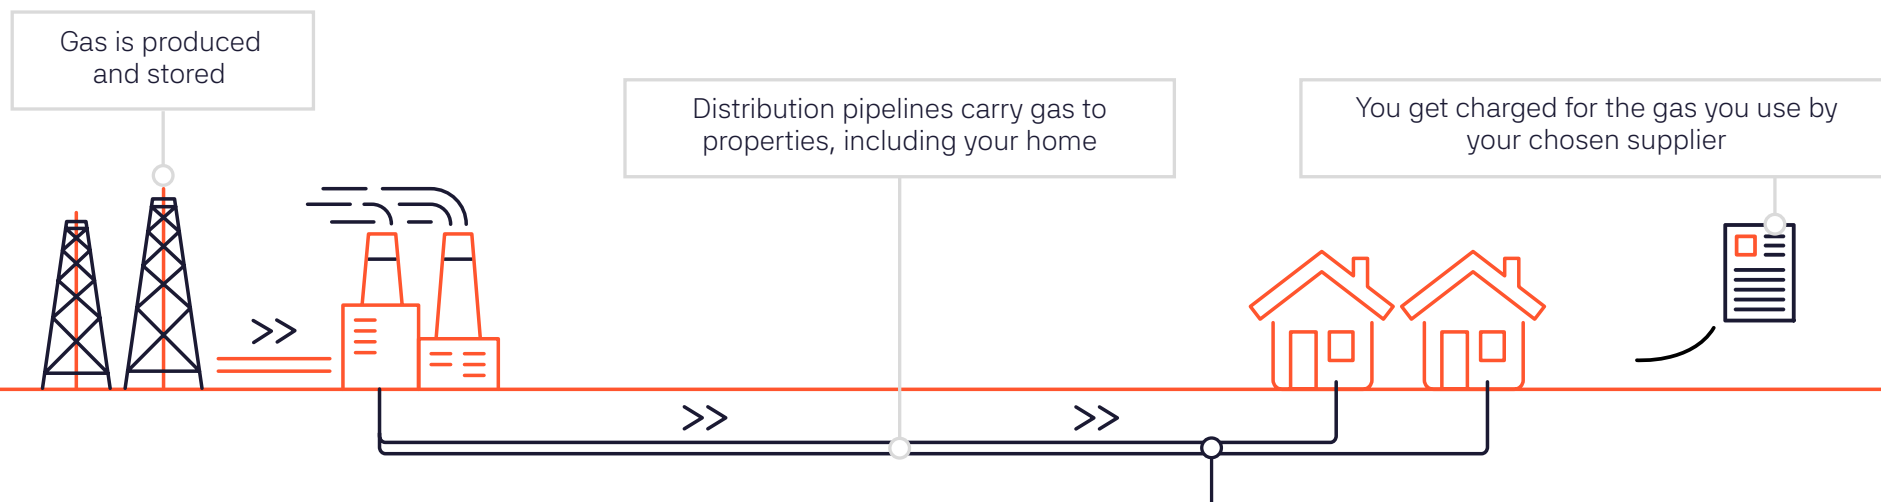 Gas is produced
and stored
Distribution pipelines carry gas to
properties, including your home
You get charged for the gas you use by
your chosen supplier